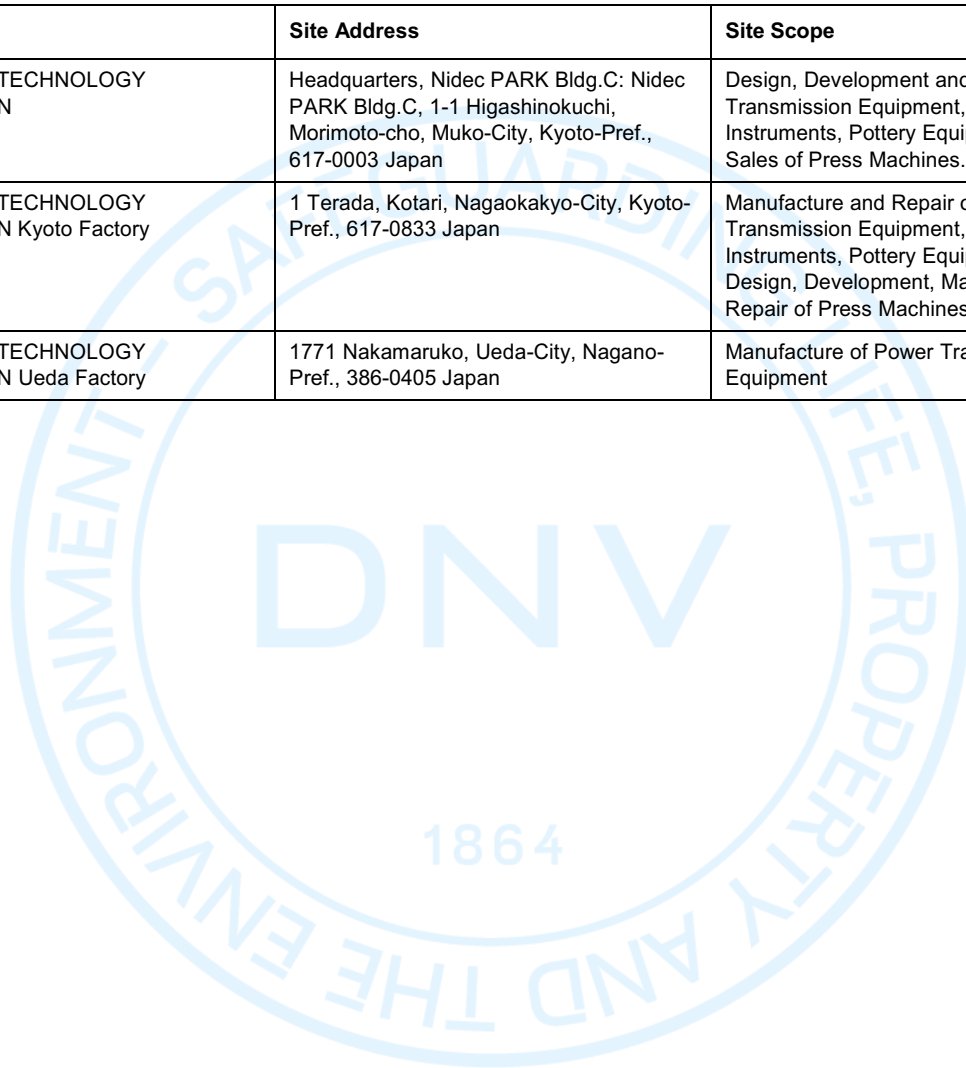 Site Address
Site Scope
TECHNOLOGY
N
Headquarters, Nidec PARK Bldg.C: Nidec
PARK Bldg.C, 1-1 Higashinokuchi,
Morimoto-cho, Muko-City, Kyoto-Pref.,
617-0003 Japan
Design, Development and
Transmission Equipment,
Instruments, Pottery Equi
Sales of Press Machines.
TECHNOLOGY
N Kyoto Factory
1 Terada, Kotari, Nagaokakyo-City, Kyoto-
Pref., 617-0833 Japan
Manufacture and Repair o
Transmission Equipment,
Instruments, Pottery Equi
Design, Development, Ma
Repair of Press Machines
TECHNOLOGY
N Ueda Factory
1771 Nakamaruko, Ueda-City, Nagano-
Pref., 386-0405 Japan
Manufacture of Power Tra
Equipment
SAFEGUARDING LIFE, PROPERTY AND THE ENVIRONMENT
DNV
1864